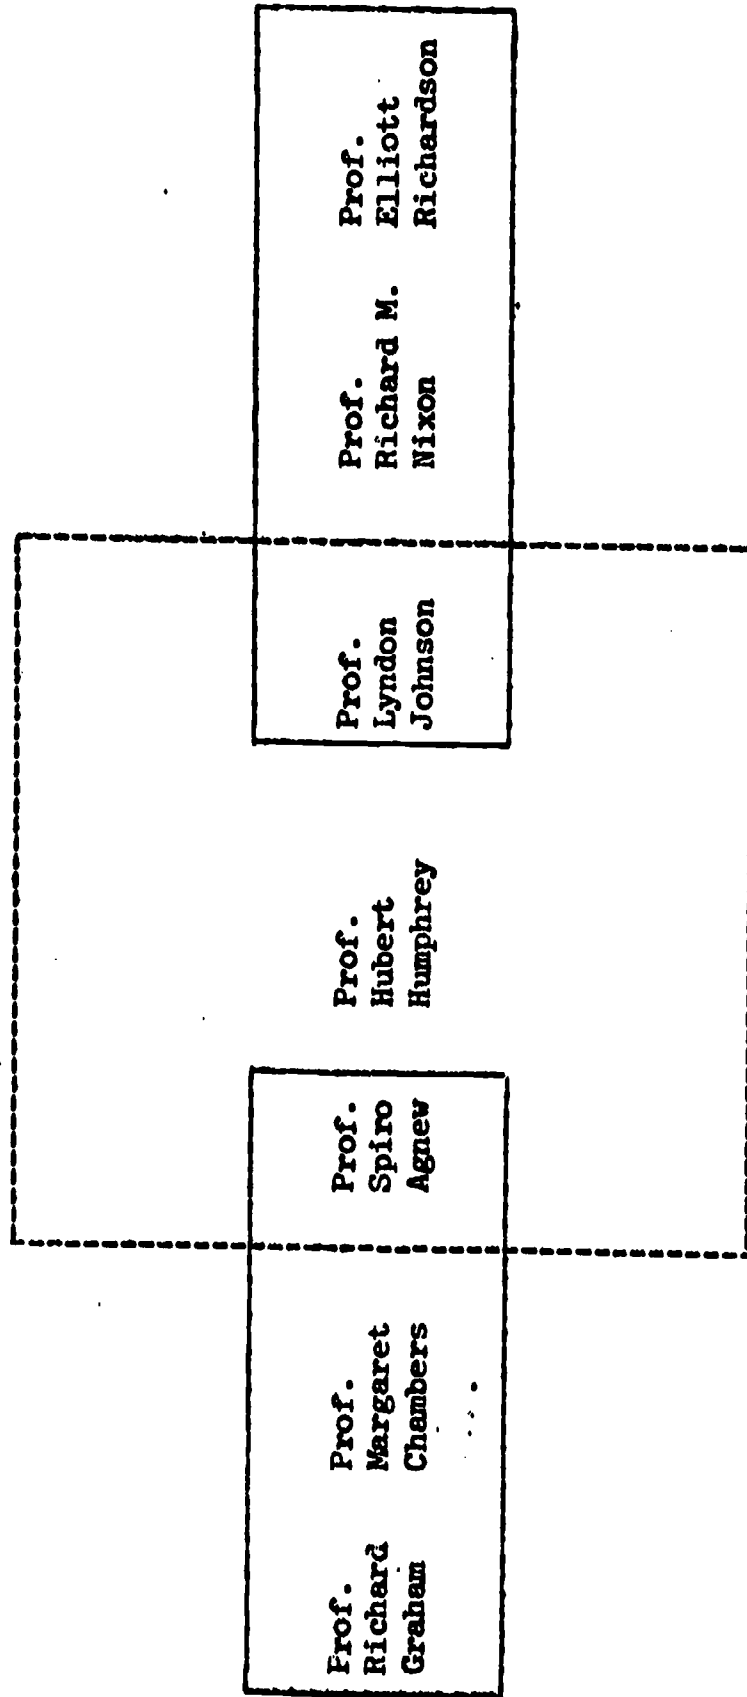 Prof.
Richard
Graham
Prof.
Margaret
Chambers
Prof.
Spiro
Agnew
Prof.
Hubert
Humphrey
Prof.
Lyndon
Johnson
Prof.
Richard M.
Nixon
Prof.
Elliott
Richardson